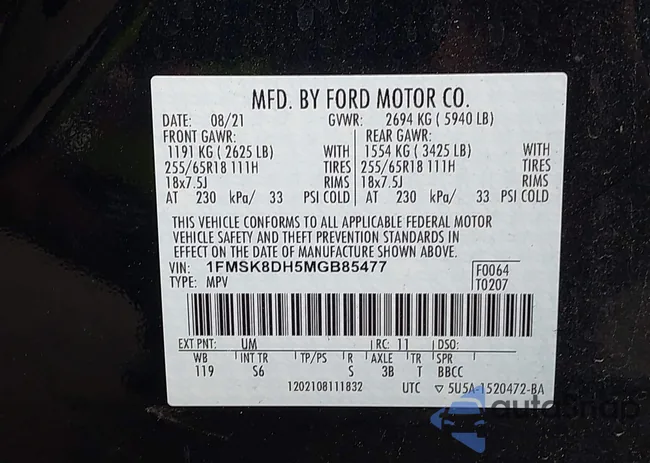 MFD. BY FORD MOTOR CO.
DATE: 08/21 GVWR: 2694 KG ( 5940 LB)
FRONT GAWR: REAR GAWR:
1191 KG ( 2625 LB) WITH 1554 KG ( 3425 LB) WITH
255/65R18 111H TIRES 255/65R18 111H TIRES
18x7.5J RIMS 18x7.5J RIMS
AT 230 kPa/ 33 PSI COLD AT 230 kPa/ 33 PSI COLD
THIS VEHICLE CONFORMS TO ALL APPLICABLE FEDERAL MOTOR
VEHICLE SAFETY AND THEFT PREVENTION STANDARDS IN
EFFECT ON THE DATE OF MANUFACTURE SHOWN ABOVE.
VIN: 1FMSK8DH5MGB85477 F0064
TYPE: MPV T0207
EXT PNT: UM RC: 11 DSO:
WB INT TR TP/PS R AXLE TR SPR
119 S6 S 3B T BBCC
1202108111832 UTC ▽ 5U5A-1520472-BA
autoSnap